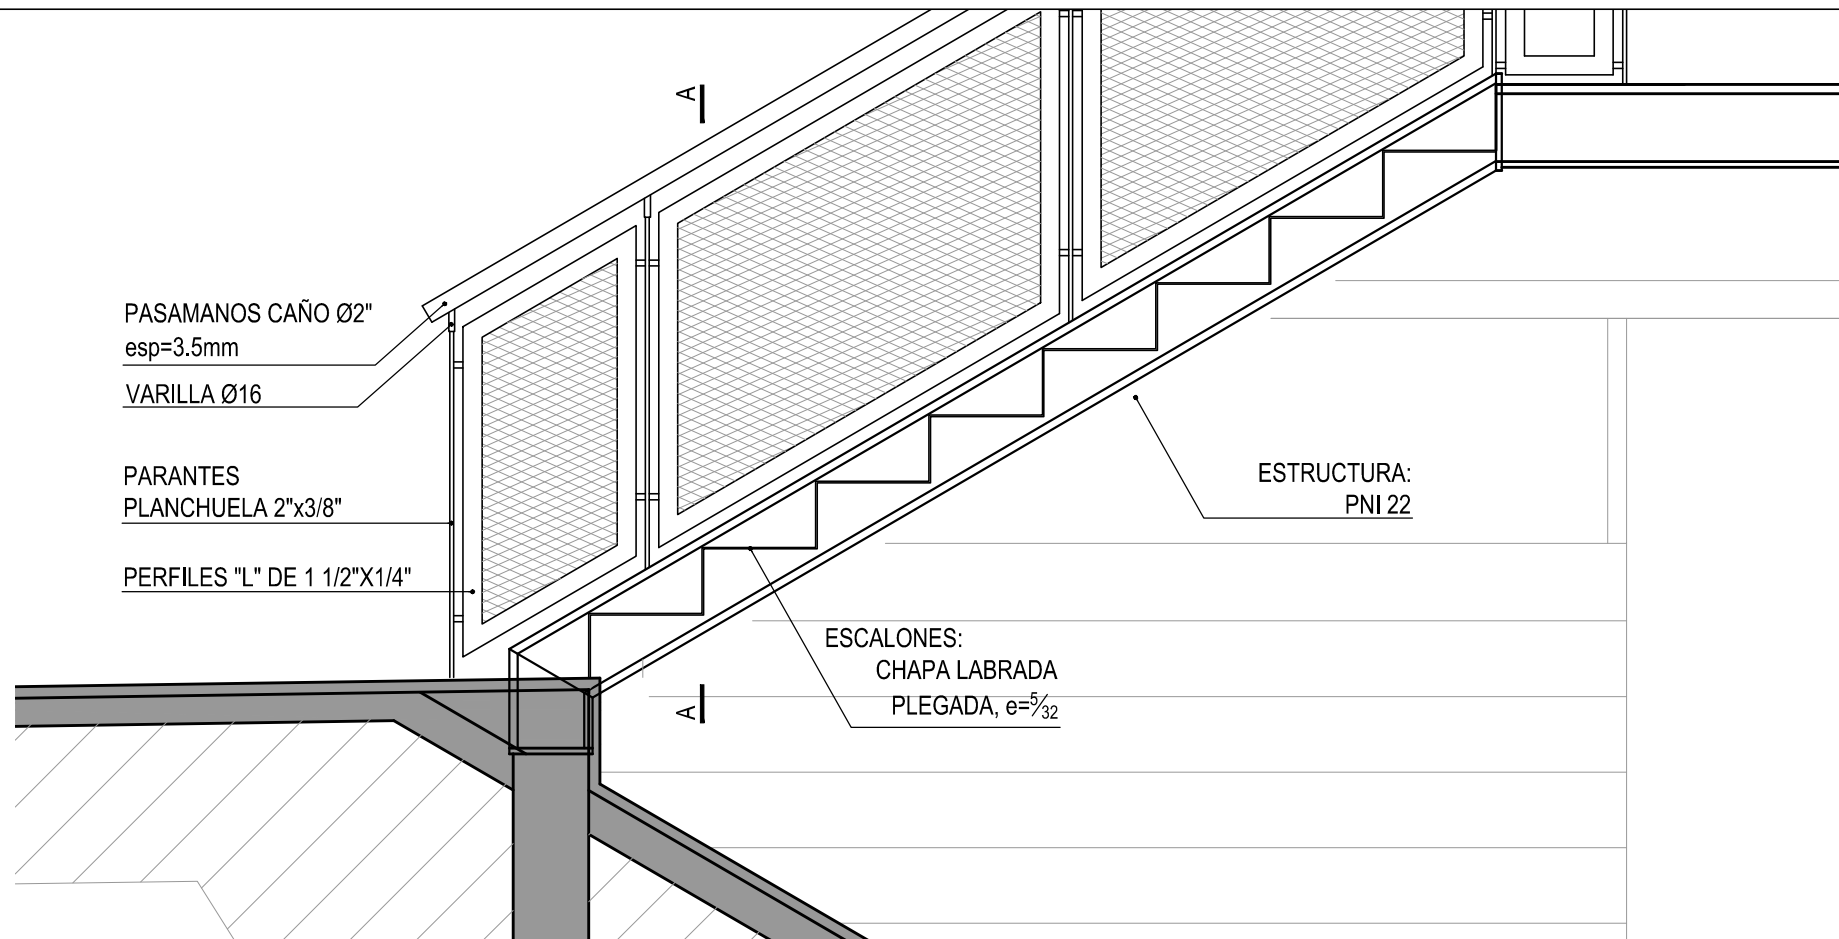 A
PASAMANOS CAÑO Ø2"
esp=3.5mm
VARILLA Ø16
PARANTES
PLANCHUELA 2"x3/8"
PERFILES "L" DE 1 1/2"X1/4"
ESTRUCTURA:
PNI 22
ESCALONES:
CHAPA LABRADA
PLEGADA, e=5⁄32
A